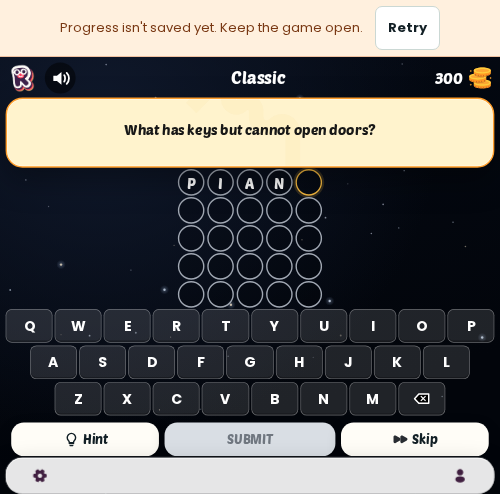 Progress isn't saved yet. Keep the game open. Retry
Classic 300
What has keys but cannot open doors?
P I A N
Q W E R T Y U I O P
A S D F G H J K L
Z X C V B N M
Hint SUBMIT Skip